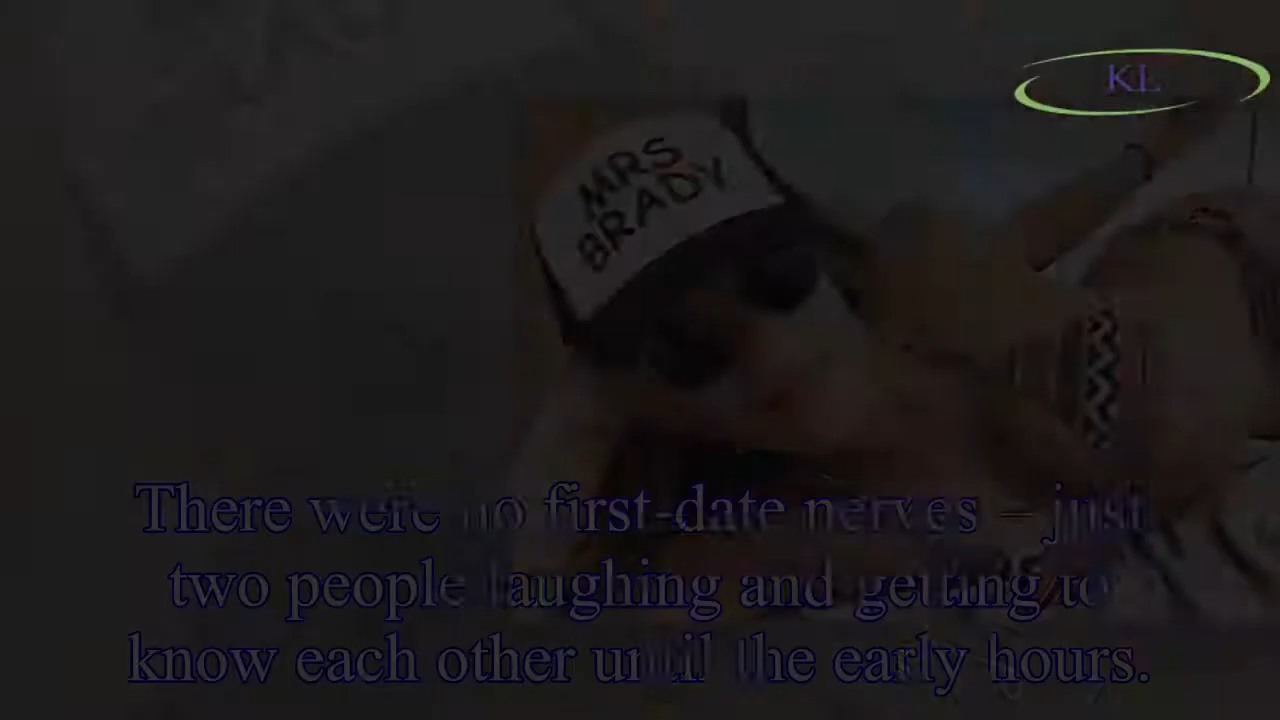 KL
MRS
BRADY
There were no first-date nerves – just
two people laughing and getting to
know each other until the early hours.